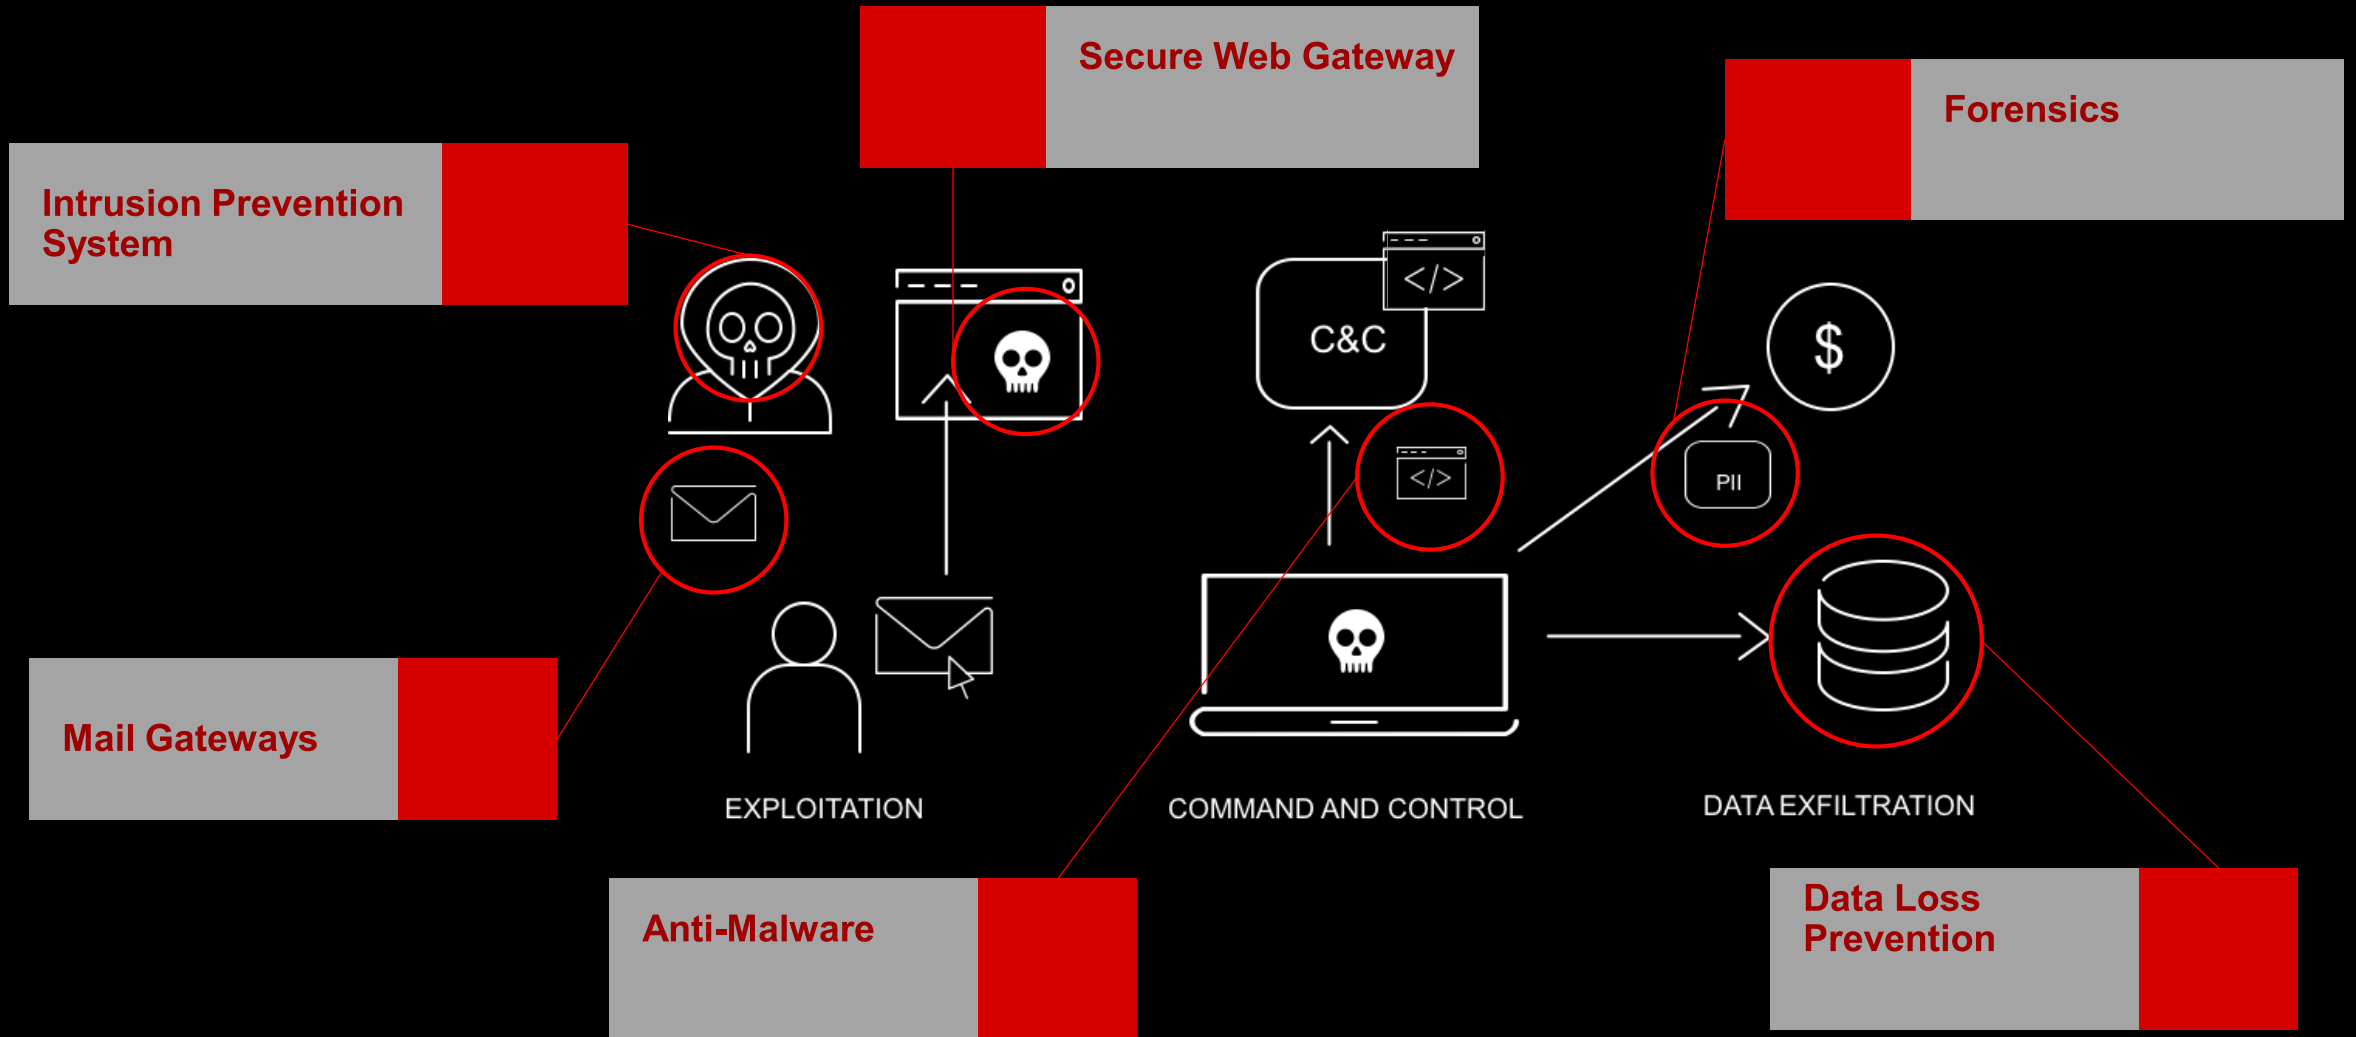 Secure Web Gateway
Forensics
Intrusion Prevention
System
</>
C&C
$
</>
PII
Mail Gateways
EXPLOITATION
COMMAND AND CONTROL
DATA EXFILTRATION
Anti-Malware
Data Loss
Prevention